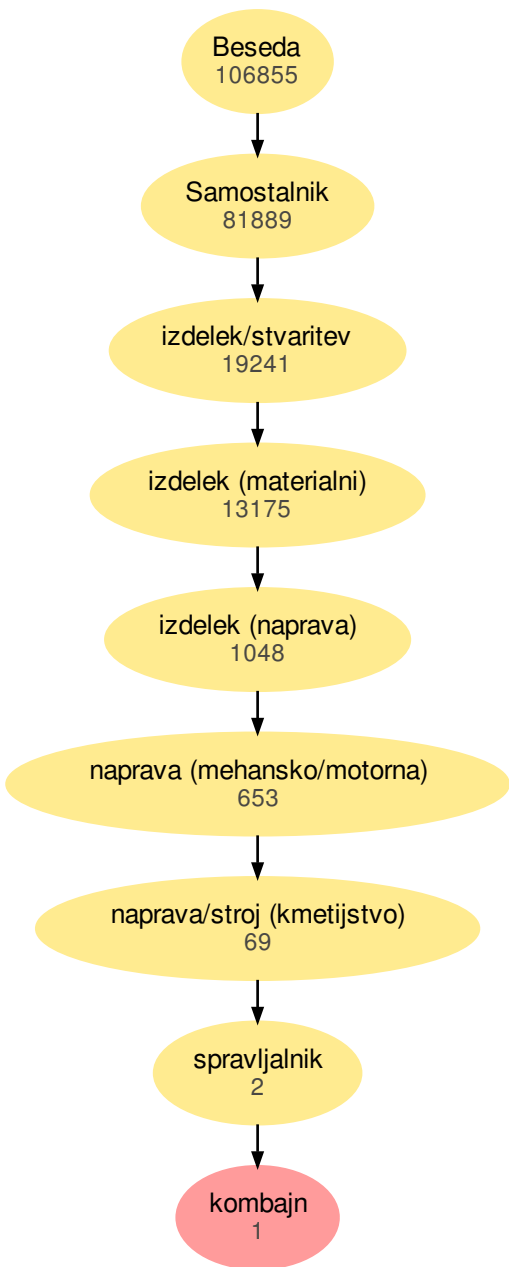 Beseda
106855
Samostalnik
81889
izdelek/stvaritev
19241
izdelek (materialni)
13175
izdelek (naprava)
1048
naprava (mehansko/motorna)
653
naprava/stroj (kmetijstvo)
69
spravljalnik
2
kombajn
1